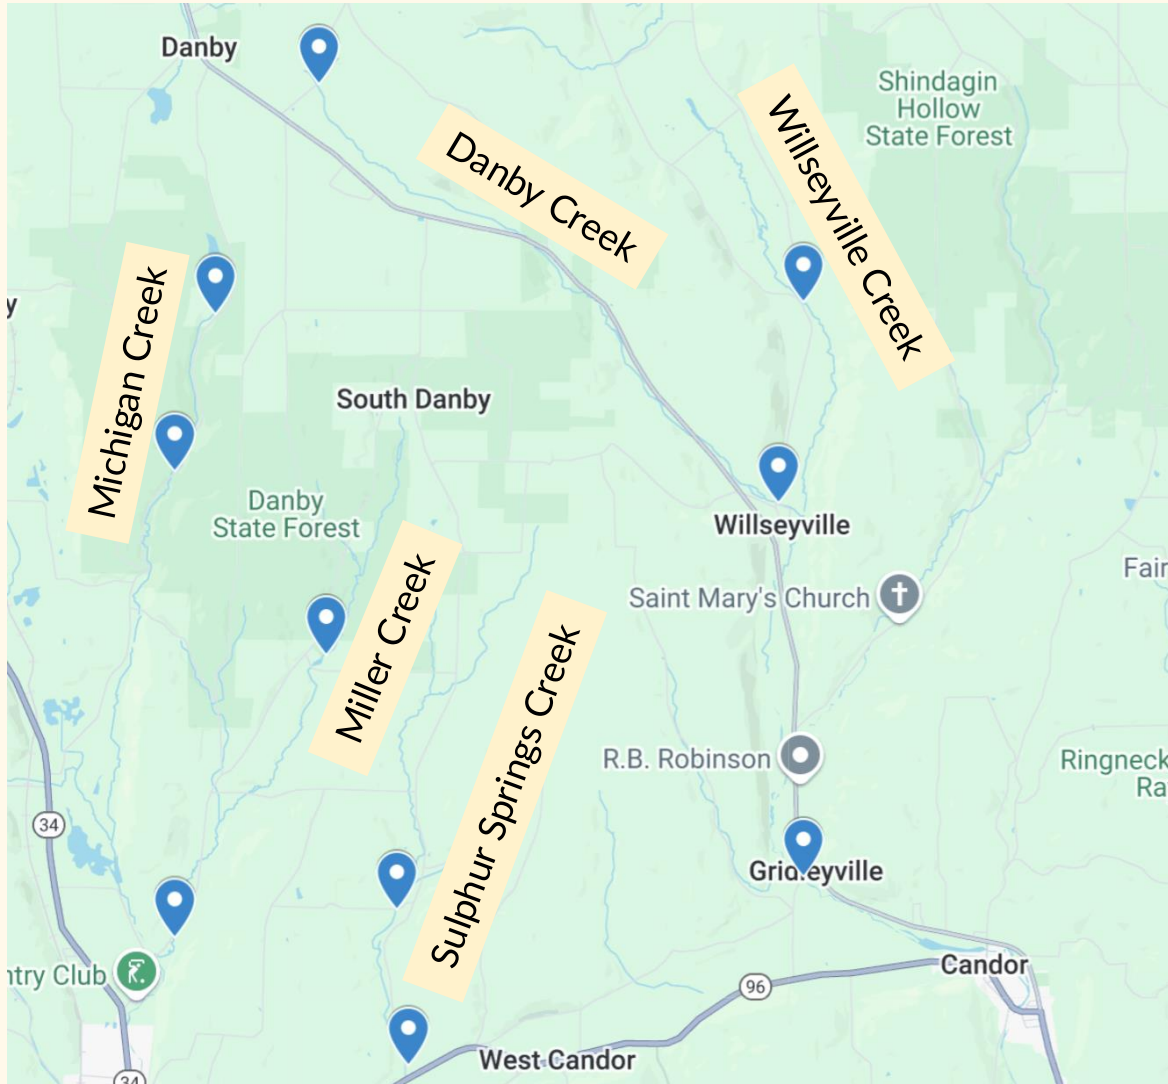 Danby
Shindagin
Hollow
State Forest
Willseyville Creek
Danby Creek
Michigan Creek
y
South Danby
Danby
State Forest
Willseyville
Miller Creek
Fair
Saint Mary's Church
Sulphur Springs Creek
R.B. Robinson
Ringneck
Ra
34
Gridleyville
ntry Club
Candor
96
West Candor
34